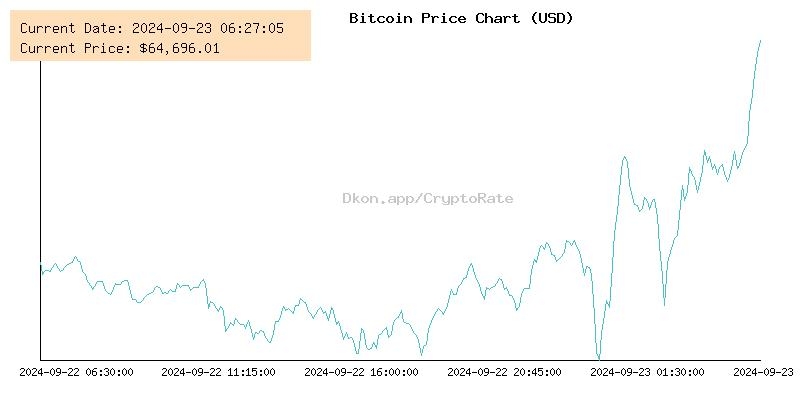 Bitcoin Price Chart (USD)
Current Date: 2024-09-23 06:27:05
Current Price: $64,696.01
Dkon.app/CryptoRate
2024-09-22 06:30:00 2024-09-22 11:15:00 2024-09-22 16:00:00 2024-09-22 20:45:00 2024-09-23 01:30:00 2024-09-23